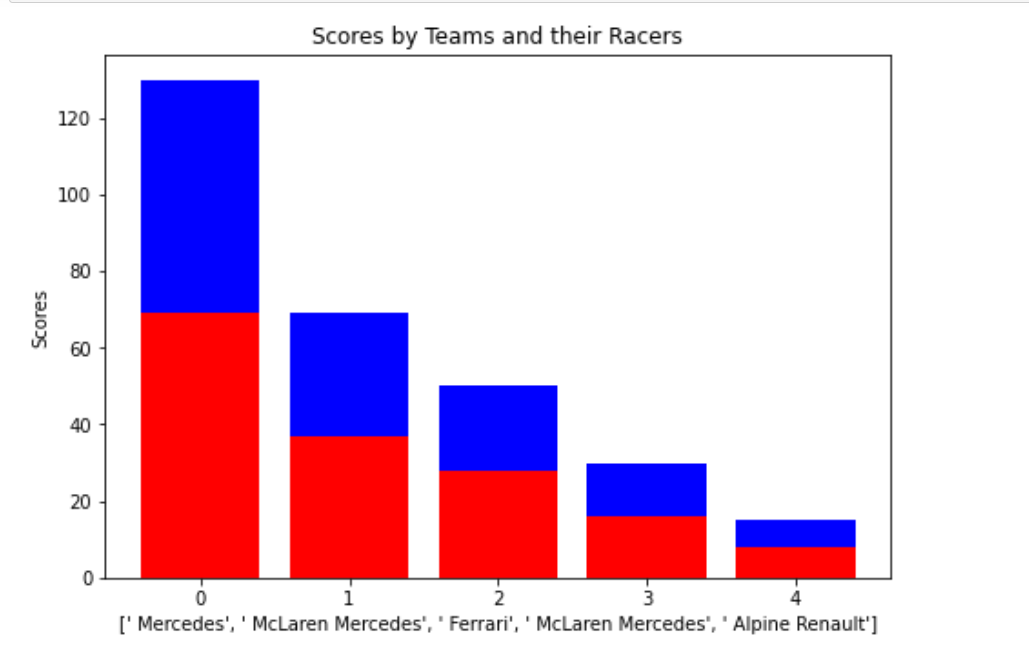 Scores by Teams and their Racers
120
100
80
60
40
20
0
Scores
0 1 2 3 4
[' Mercedes', ' McLaren Mercedes', ' Ferrari', ' McLaren Mercedes', ' Alpine Renault']